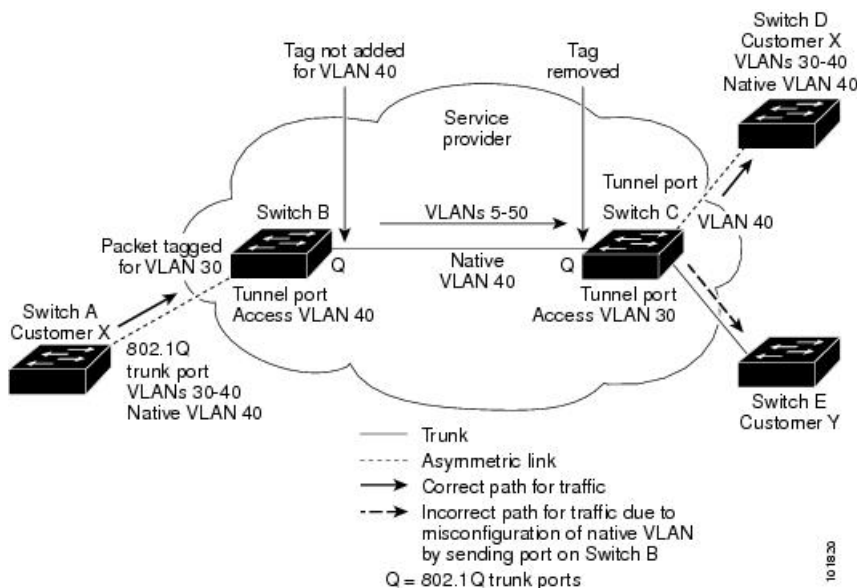 Tag not added
for VLAN 40
Tag
removed
Switch D
Customer X
VLANs 30-40
Native VLAN 40
Service
provider
Tunnel port
Switch B
VLANs 5-50
Switch C
VLAN 40
Packet tagged
for VLAN 30
Q
Native
VLAN 40
Q
Switch A
Customer X
Tunnel port
Access VLAN 40
Tunnel port
Access VLAN 30
802.1Q
trunk port
VLANs 30-40
Native VLAN 40
Switch E
Customer Y
Trunk
Asymmetric link
Correct path for traffic
Incorrect path for traffic due to
misconfiguration of native VLAN
by sending port on Switch B
Q = 802.1Q trunk ports
101820